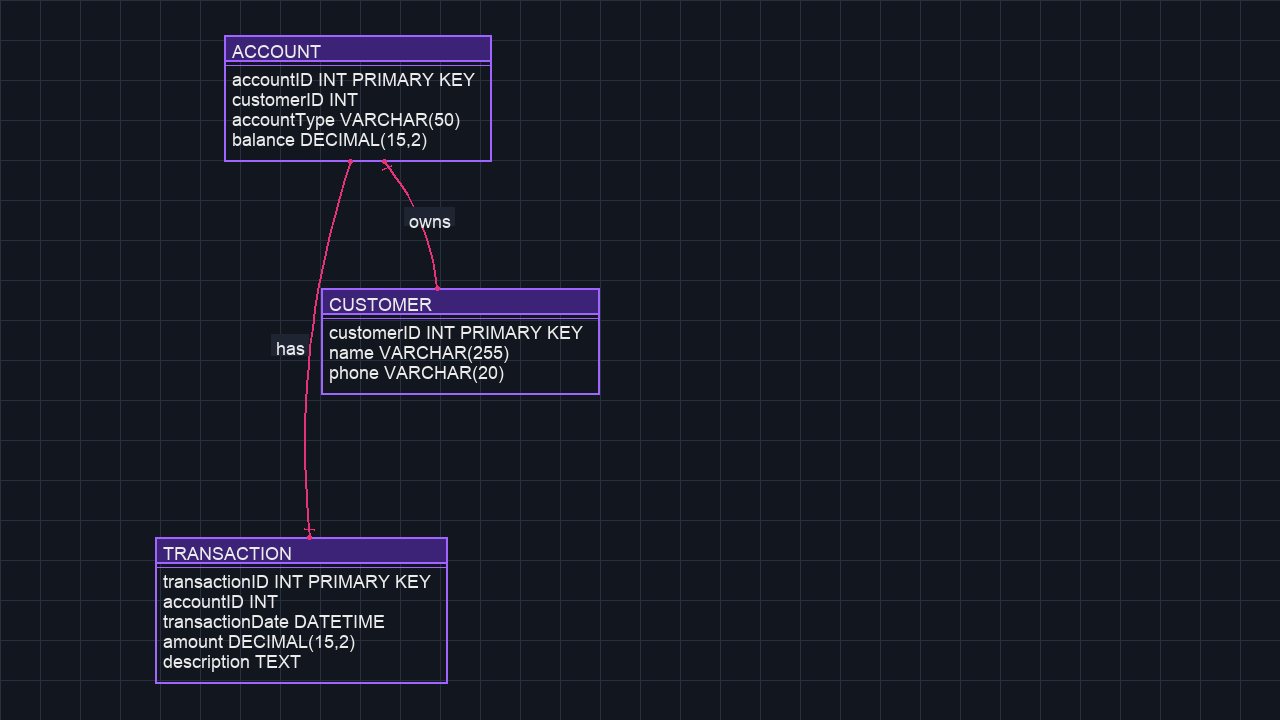 ACCOUNT
accountID INT PRIMARY KEY
customerID INT
accountType VARCHAR(50)
balance DECIMAL(15,2)
owns
CUSTOMER
customerID INT PRIMARY KEY
name VARCHAR(255)
phone VARCHAR(20)
has
TRANSACTION
transactionID INT PRIMARY KEY
accountID INT
transactionDate DATETIME
amount DECIMAL(15,2)
description TEXT